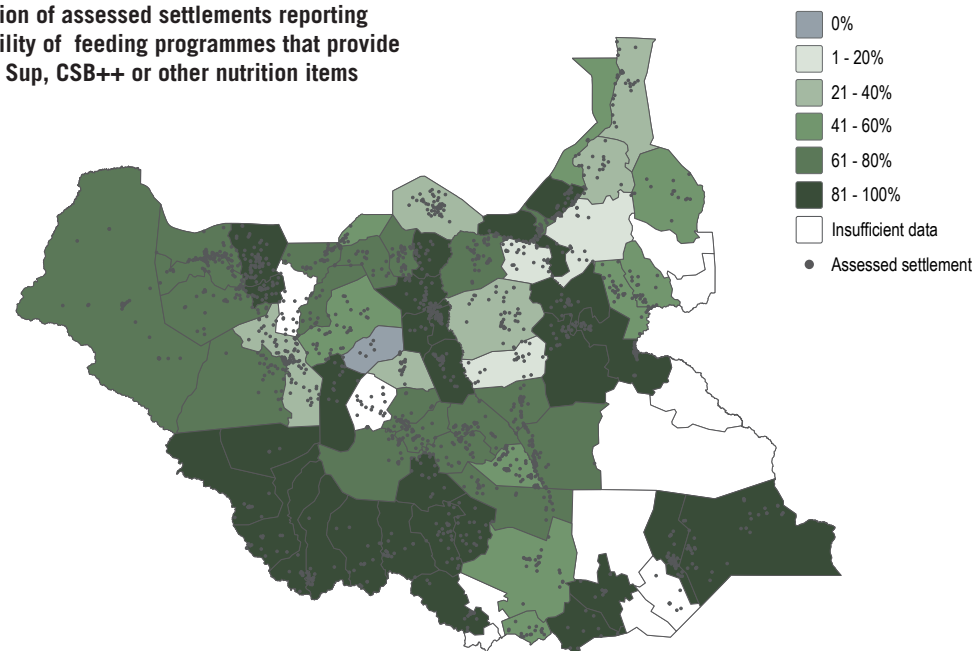 ion of assessed settlements reporting
bility of feeding programmes that provide
Sup, CSB++ or other nutrition items
0%
1 - 20%
21 - 40%
41 - 60%
61 - 80%
81 - 100%
Insufficient data
Assessed settlement